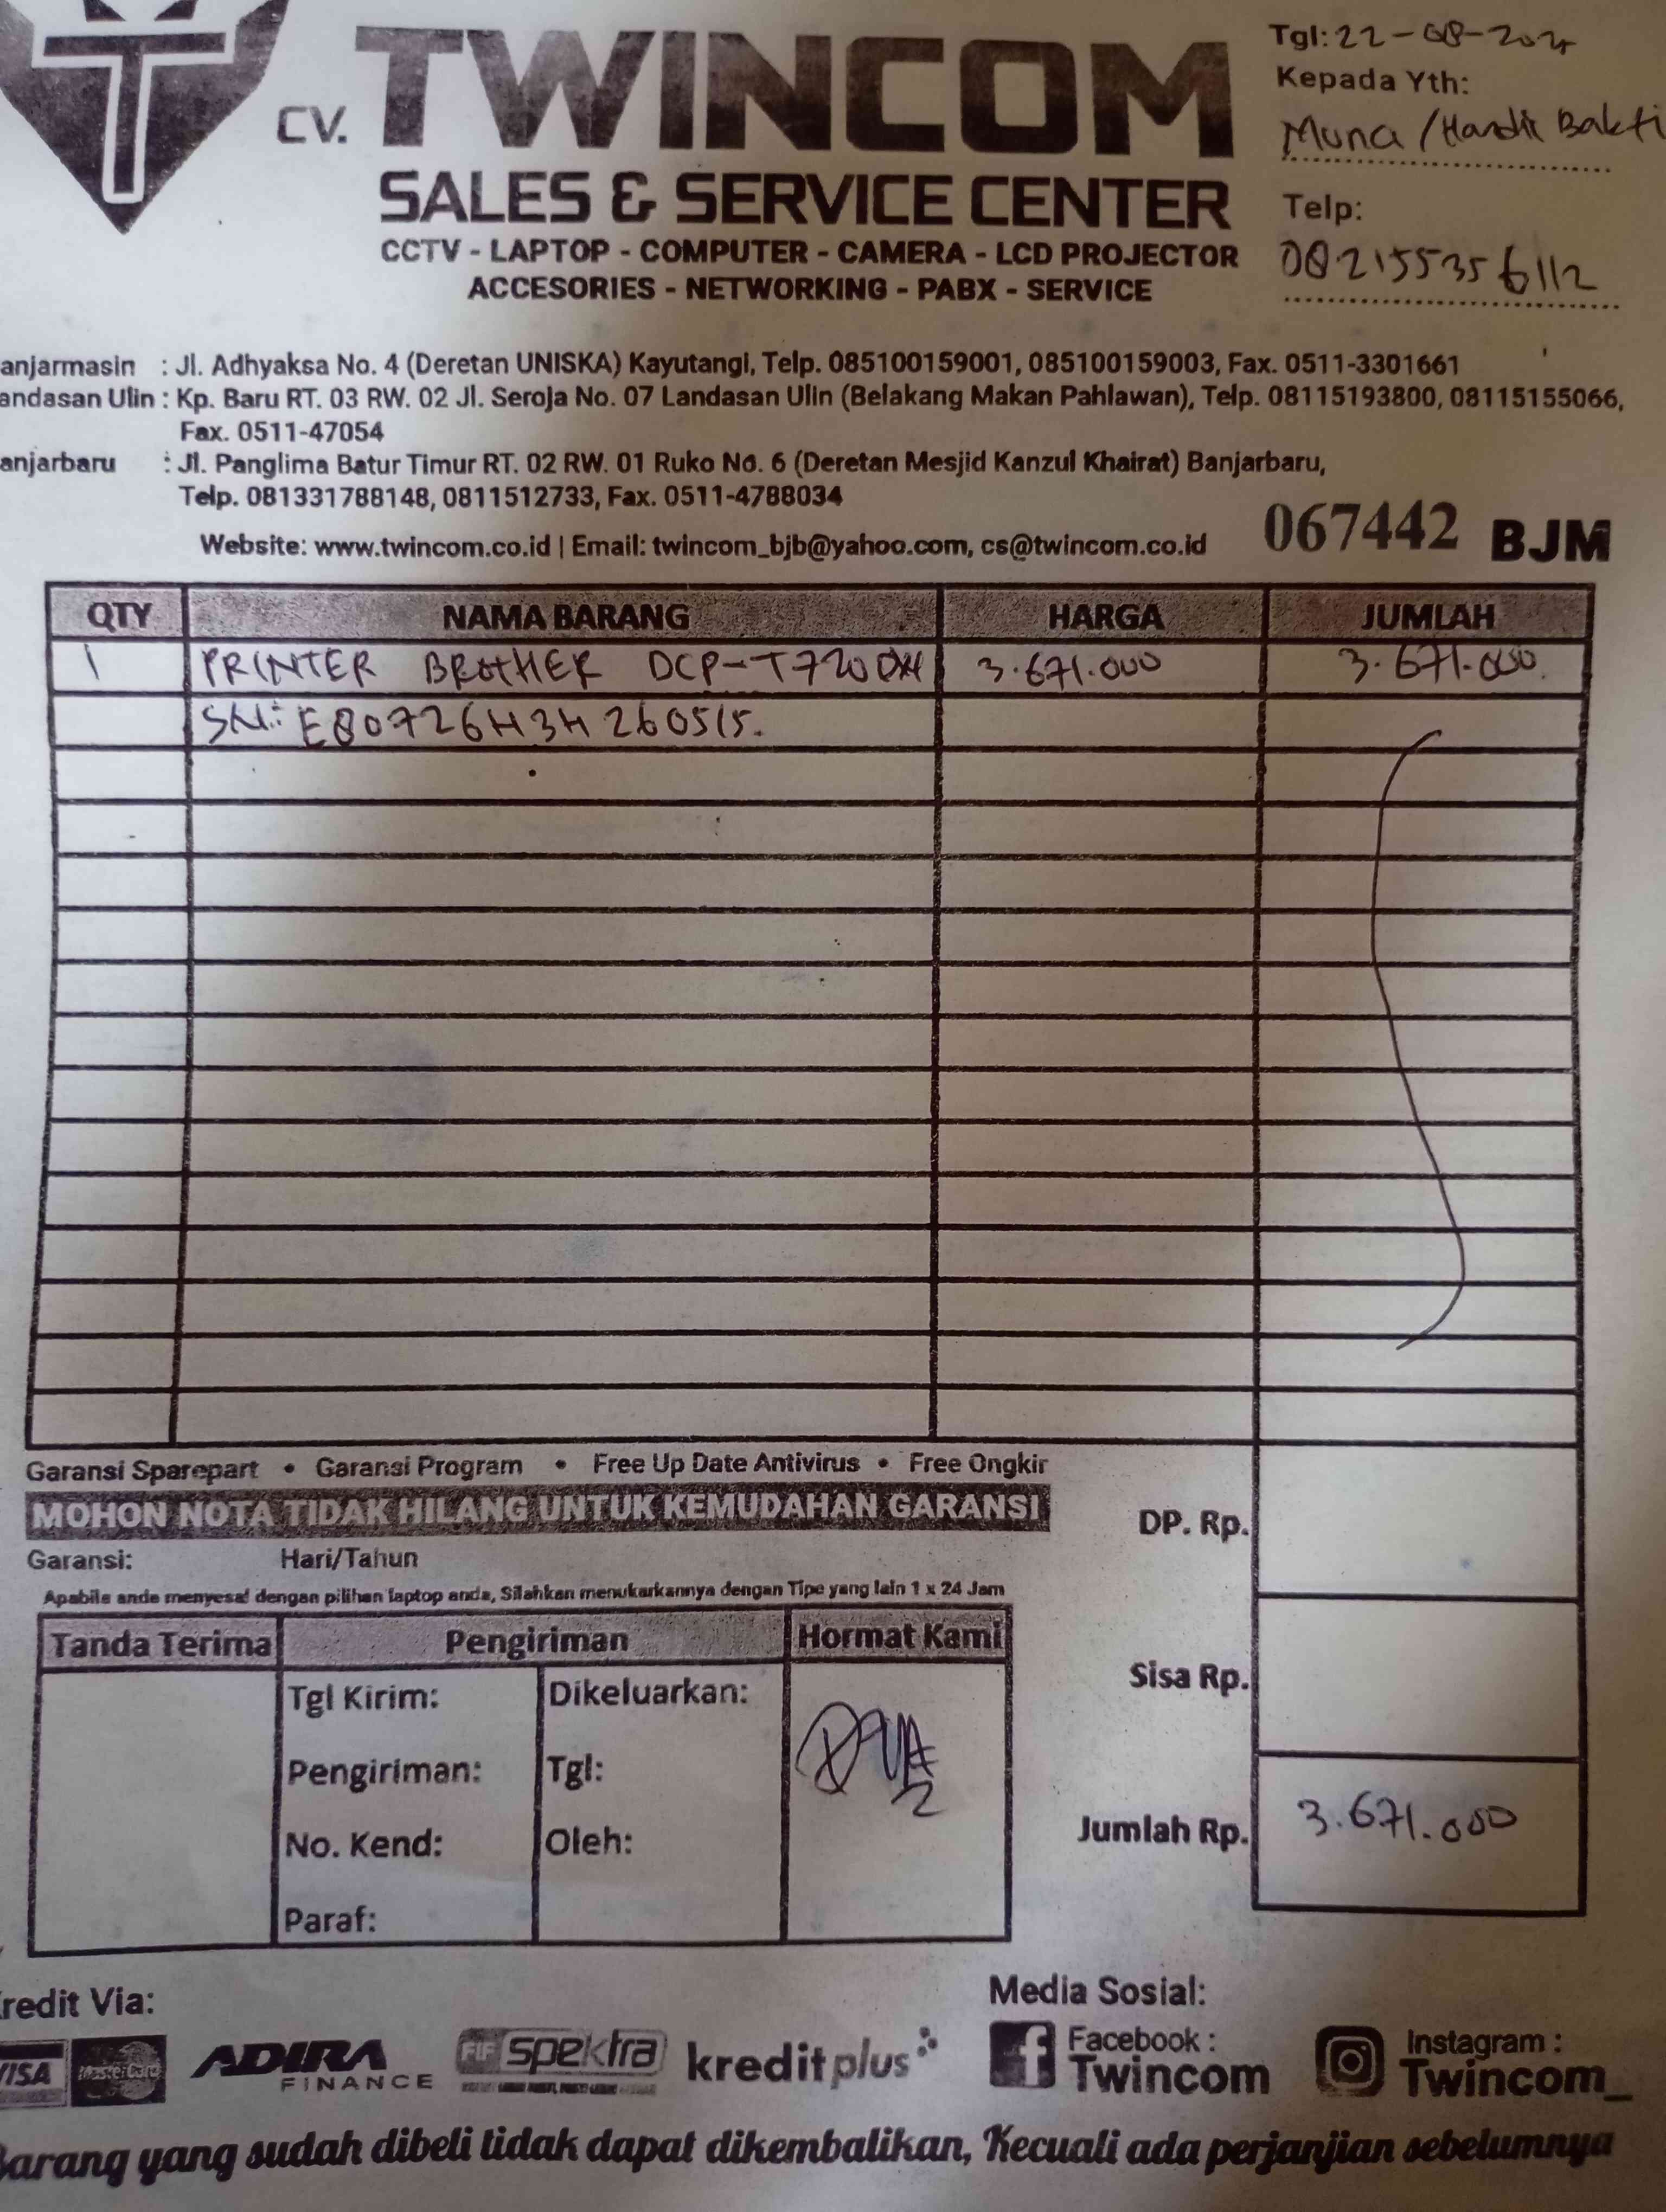 T
CV. TWINCOM
SALES & SERVICE CENTER
CCTV - LAPTOP - COMPUTER - CAMERA - LCD PROJECTOR
ACCESORIES - NETWORKING - PABX - SERVICE
Tgl: 22-08-
Kepada Yth:
Muna / Bakti
Telp:
082155356112
anjarmasin : Jl. Adhyaksa No. 4 (Deretan UNISKA) Kayutangi, Telp. 085100159001, 085100159003, Fax. 0511-3301661
andasan Ulin : Kp. Baru RT. 03 RW. 02 Jl. Seroja No. 07 Landasan Ulin (Belakang Makan Pahlawan), Telp. 08115193800, 08115155066,
Fax. 0511-47054
anjarbaru : Jl. Panglima Batur Timur RT. 02 RW. 01 Ruko No. 6 (Deretan Mesjid Kanzul Khairat) Banjarbaru,
Telp. 081331788148, 0811512733, Fax. 0511-4788034
Website: www.twincom.co.id | Email: twincom_bjb@yahoo.com, cs@twincom.co.id
067442 BJM
QTY NAMA BARANG HARGA JUMLAH
1 PRINTER BROTHER DCP-T720DW 3.671.000 3.671.000.
SN: E80726H3H260515.
Garansi Sparepart • Garansi Program • Free Up Date Antivirus • Free Ongkir
MOHON NOTA TIDAK HILANG UNTUK KEMUDAHAN GARANSI
Garansi: Hari/Tahun
Apabila anda menyesal dengan pilihan laptop anda, Silahkan menukarkannya dengan Tipe yang lain 1 x 24 Jam
DP. Rp.
Sisa Rp.
Jumlah Rp. 3.671.000
Tanda Terima Pengiriman Hormat Kami
Tgl Kirim: Dikeluarkan:
Pengiriman: Tgl:
No. Kend: Oleh:
Paraf:
redit Via:
VISA MasterCard ADIRA FINANCE FIF spektra kreditplus
Media Sosial:
Facebook : Twincom
Instagram : Twincom_
Barang yang sudah dibeli tidak dapat dikembalikan, Kecuali ada perjanjian sebelumnya